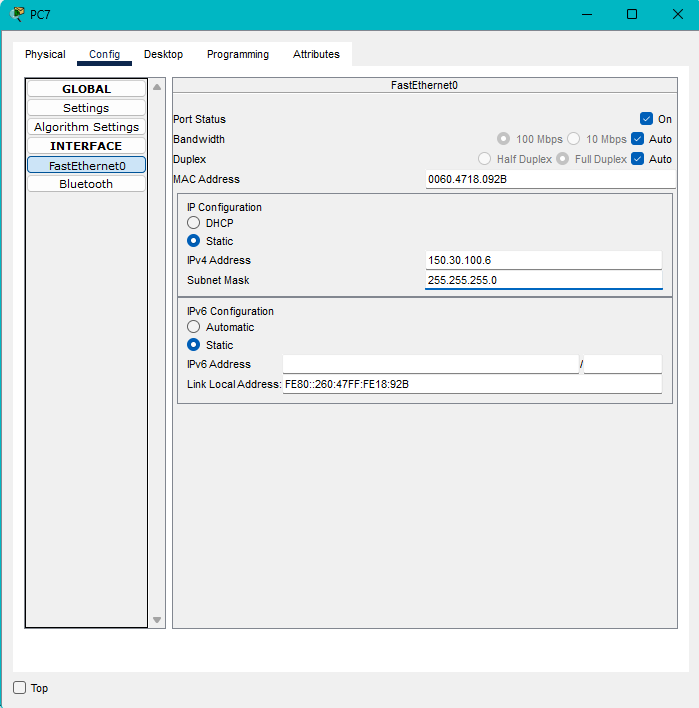 PC7
Physical Config Desktop Programming Attributes
GLOBAL
Settings
Algorithm Settings
INTERFACE
FastEthernet0
Bluetooth
FastEthernet0
Port Status On
Bandwidth 100 Mbps 10 Mbps Auto
Duplex Half Duplex Full Duplex Auto
MAC Address 0060.4718.092B
IP Configuration
DHCP
Static
IPv4 Address 150.30.100.6
Subnet Mask 255.255.255.0
IPv6 Configuration
Automatic
Static
IPv6 Address /
Link Local Address: FE80::260:47FF:FE18:92B
Top